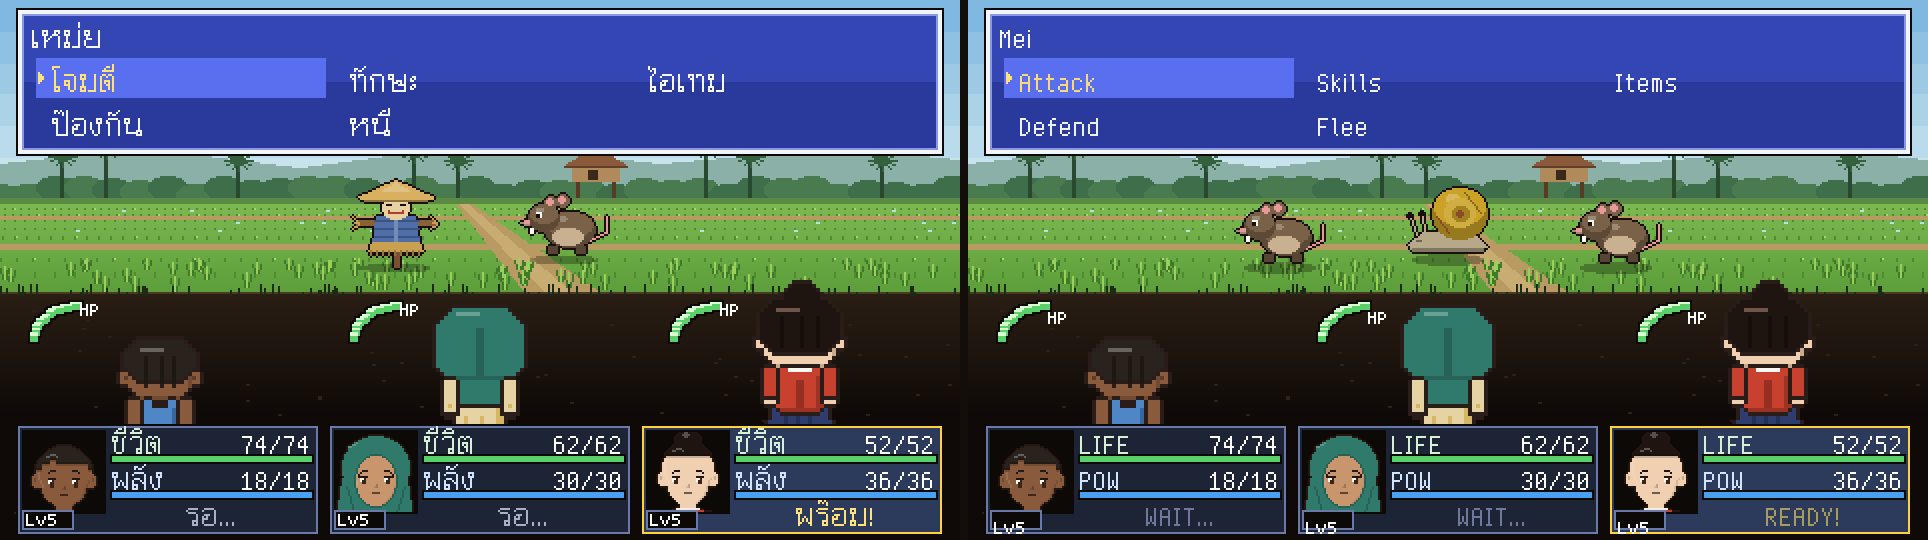 เหม่ย
โจมตี ทักษะ ไอเทม
ป้องกัน หนี
HP HP HP
ชีวิต 74/74
พลัง 18/18
รอ...
Lv5
ชีวิต 62/62
พลัง 30/30
รอ...
Lv5
ชีวิต 52/52
พลัง 36/36
พร้อม!
Lv5
Mei
Attack Skills Items
Defend Flee
HP HP HP
LIFE 74/74
POW 18/18
WAIT...
Lv5
LIFE 62/62
POW 30/30
WAIT...
Lv5
LIFE 52/52
POW 36/36
READY!
Lv5